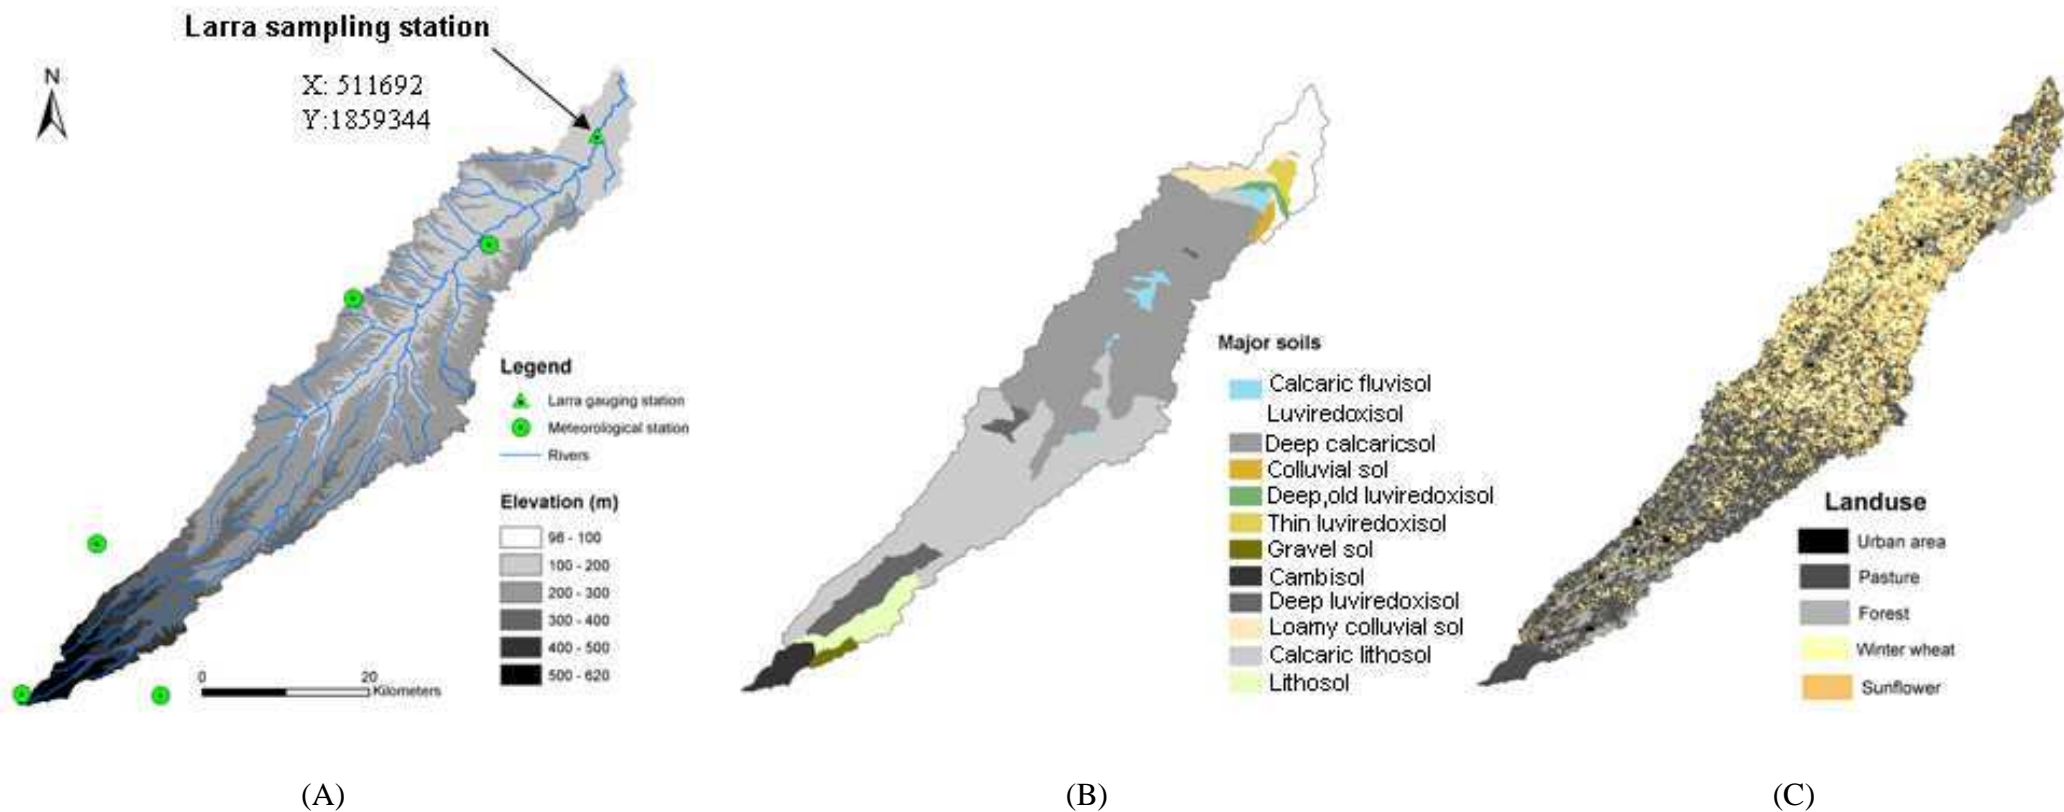 Larra sampling station
X: 511692
Y:1859344
N
Legend
Larra gauging station
Meteorological station
Rivers
Elevation (m)
98 - 100
100 - 200
200 - 300
300 - 400
400 - 500
500 - 620
0 20
Kilometers
(A)
Major soils
Calcaric fluvisol
Luviredoxisol
Deep calcaricsol
Colluvial sol
Deep,old luviredoxisol
Thin luviredoxisol
Gravel sol
Cambisol
Deep luviredoxisol
Loamy colluvial sol
Calcaric lithosol
Lithosol
(B)
Landuse
Urban area
Pasture
Forest
Winter wheat
Sunflower
(C)